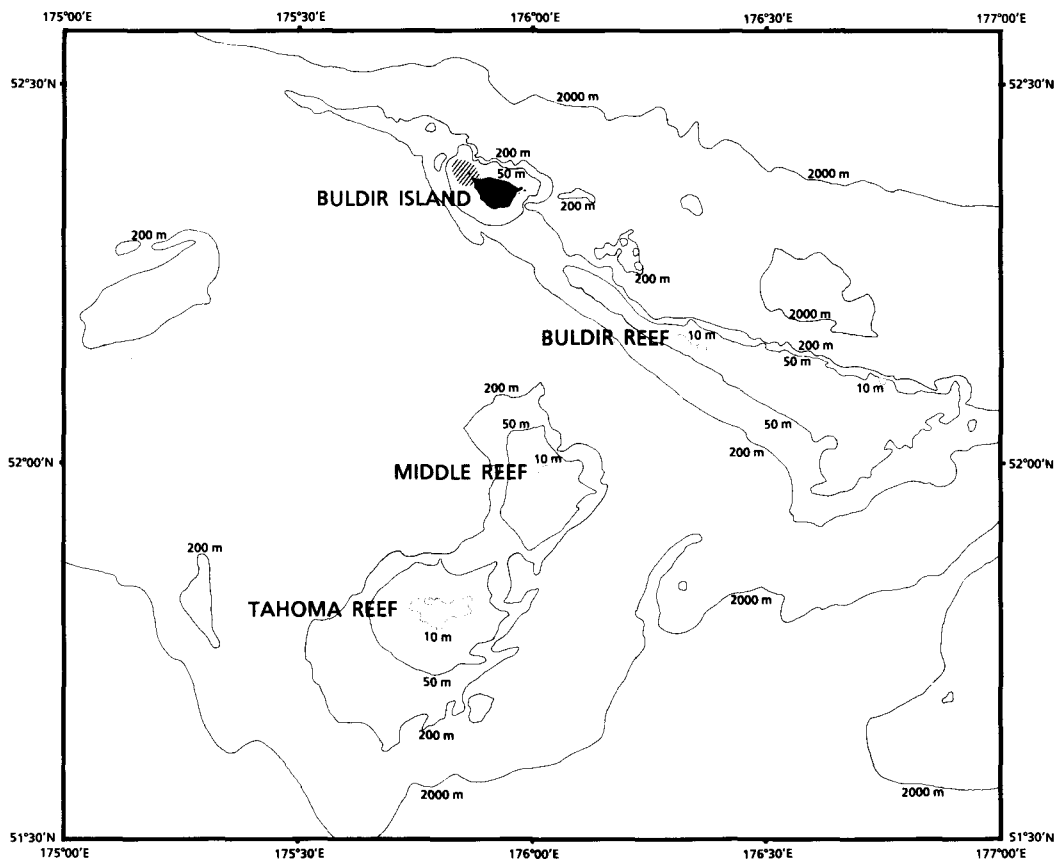 175°00'E 175°30'E 176°00'E 176°30'E 177°00'E
52°30'N 52°30'N
2000 m
200 m
2000 m
50 m
BULDIR ISLAND
200 m
200 m
200 m
2000 m
BULDIR REEF
10 m
200 m
50 m
10 m
200 m
50 m
50 m
200 m
52°00'N 52°00'N
10 m
MIDDLE REEF
200 m
2000 m
TAHOMA REEF
10 m
50 m
200 m
2000 m
2000 m
51°30'N 51°30'N
175°00'E 175°30'E 176°00'E 176°30'E 177°00'E